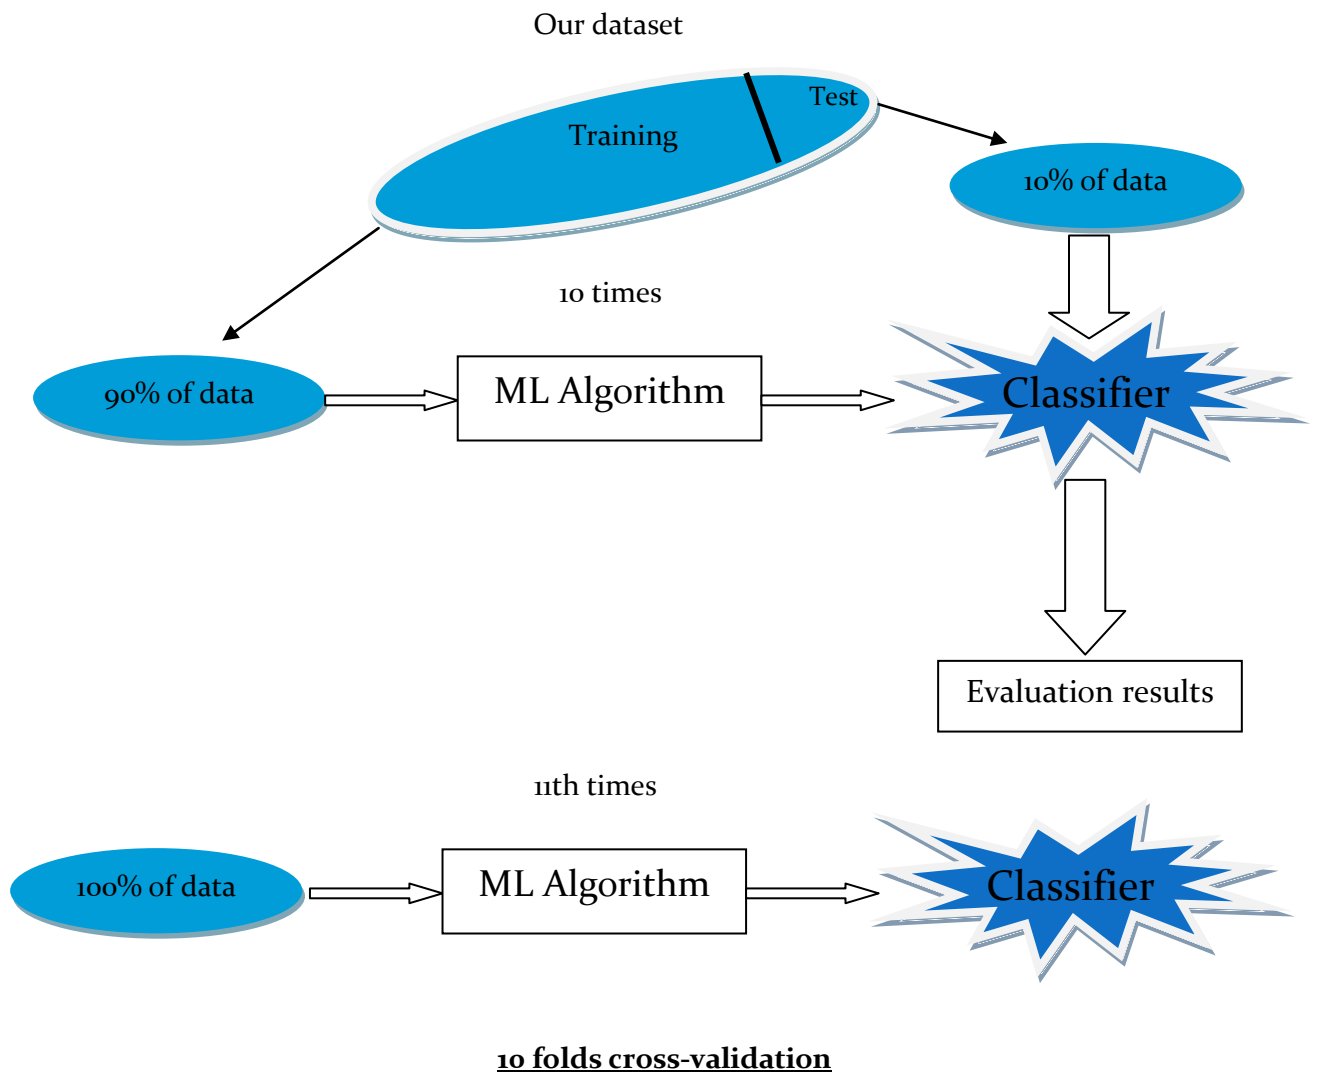 Our dataset
Test
Training
10% of data
10 times
90% of data
ML Algorithm
Classifier
Evaluation results
11th times
100% of data
ML Algorithm
Classifier
10 folds cross-validation